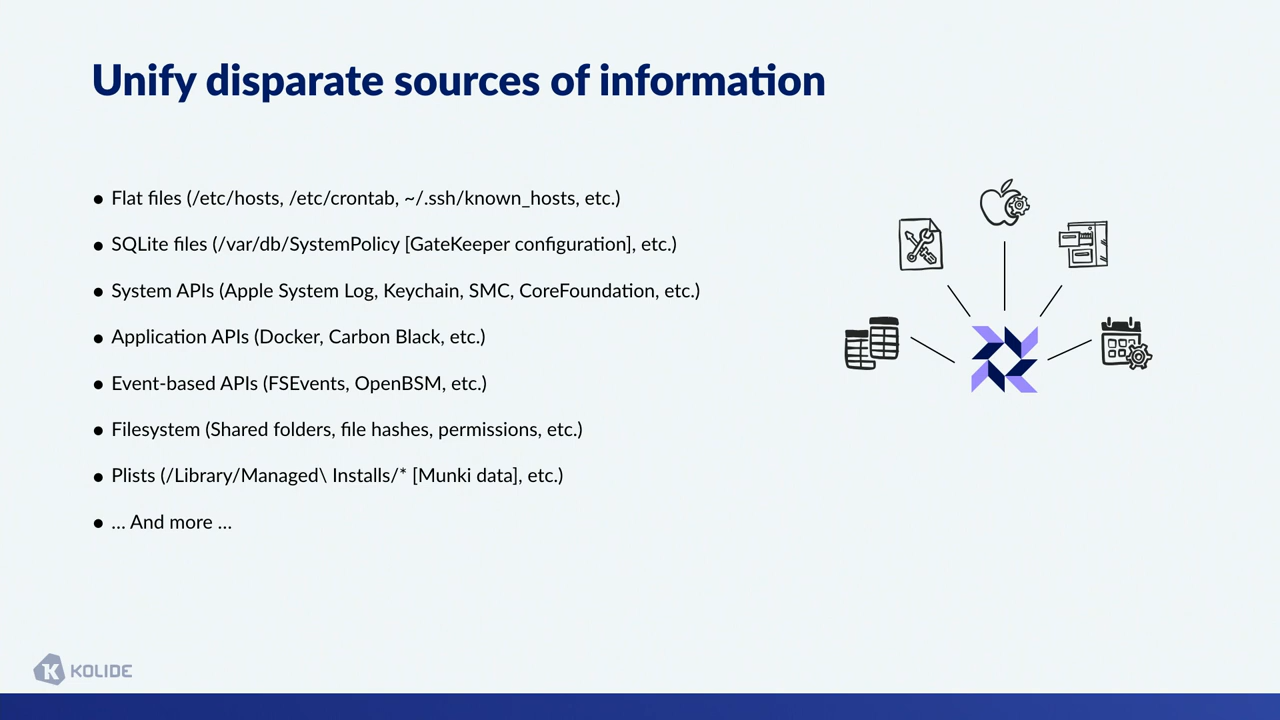 Unify disparate sources of information
● Flat files (/etc/hosts, /etc/crontab, ~/.ssh/known_hosts, etc.)
● SQLite files (/var/db/SystemPolicy [GateKeeper configuration], etc.)
● System APIs (Apple System Log, Keychain, SMC, CoreFoundation, etc.)
● Application APIs (Docker, Carbon Black, etc.)
● Event-based APIs (FSEvents, OpenBSM, etc.)
● Filesystem (Shared folders, file hashes, permissions, etc.)
● Plists (/Library/Managed\ Installs/* [Munki data], etc.)
● … And more …
K KOLIDE